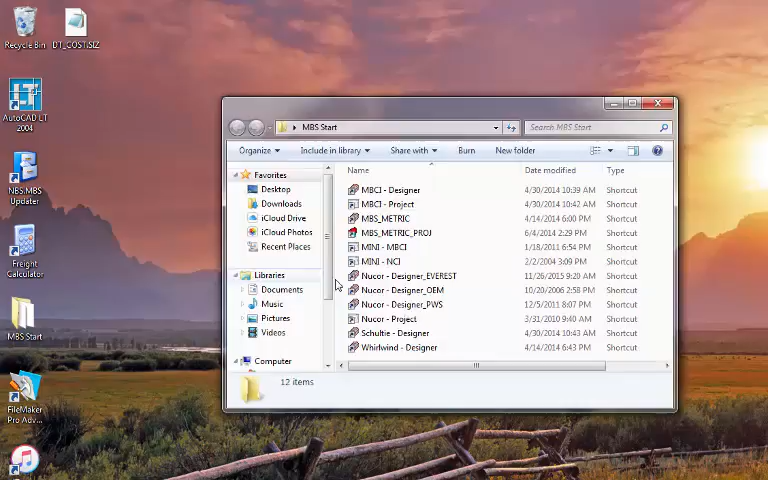 Recycle Bin
DT_COST.SIZ
AutoCAD LT
2004
NBS.MBS
Updater
Freight
Calculator
MBS Start
FileMaker
Pro Adv...
MBS Start
Search MBS Start
Organize
Include in library
Share with
Burn
New folder
Favorites
Desktop
Downloads
iCloud Drive
iCloud Photos
Recent Places
Libraries
Documents
Music
Pictures
Videos
Computer
Name Date modified Type
MBCI - Designer 4/30/2014 10:39 AM Shortcut
MBCI - Project 4/30/2014 10:42 AM Shortcut
MBS_METRIC 4/14/2014 6:00 PM Shortcut
MBS_METRIC_PROJ 6/4/2014 2:29 PM Shortcut
MINI - MBCI 1/18/2011 6:54 PM Shortcut
MINI - NCI 2/2/2004 3:09 PM Shortcut
Nucor - Designer_EVEREST 11/26/2015 9:20 AM Shortcut
Nucor - Designer_OEM 10/20/2006 2:58 PM Shortcut
Nucor - Designer_PWS 12/5/2011 8:07 PM Shortcut
Nucor - Project 3/31/2010 9:40 AM Shortcut
Schultie - Designer 4/30/2014 10:43 AM Shortcut
Whirlwind - Designer 4/14/2014 6:43 PM Shortcut
12 items